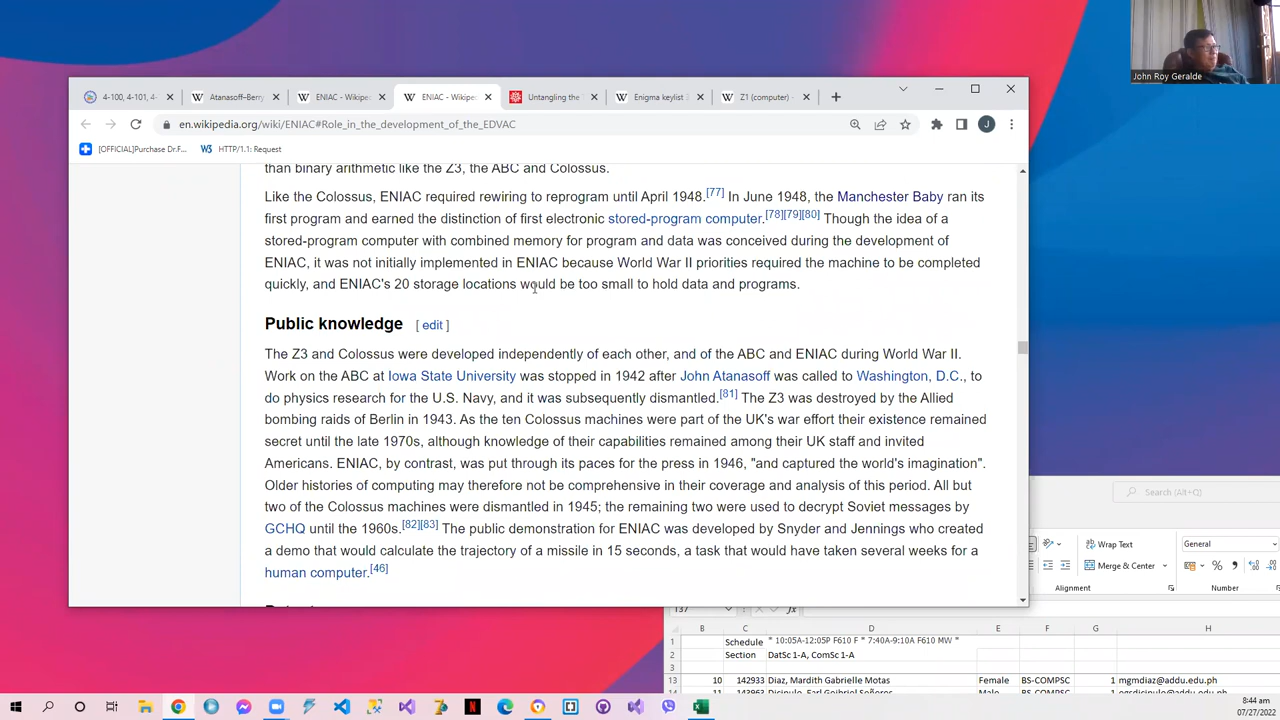 John Roy Geralde
4-100, 4-101, 4-
Atanasoff–Berry
ENIAC - Wikipe
ENIAC - Wikipe
Untangling the
Enigma keylist
Z1 (computer) -
en.wikipedia.org/wiki/ENIAC#Role_in_the_development_of_the_EDVAC
J
[OFFICIAL]Purchase Dr.F...
HTTP/1.1: Request
than binary arithmetic like the Z3, the ABC and Colossus.
Like the Colossus, ENIAC required rewiring to reprogram until April 1948.[77] In June 1948, the Manchester Baby ran its
first program and earned the distinction of first electronic stored-program computer.[78][79][80] Though the idea of a
stored-program computer with combined memory for program and data was conceived during the development of
ENIAC, it was not initially implemented in ENIAC because World War II priorities required the machine to be completed
quickly, and ENIAC's 20 storage locations would be too small to hold data and programs.
Public knowledge [ edit ]
The Z3 and Colossus were developed independently of each other, and of the ABC and ENIAC during World War II.
Work on the ABC at Iowa State University was stopped in 1942 after John Atanasoff was called to Washington, D.C., to
do physics research for the U.S. Navy, and it was subsequently dismantled.[81] The Z3 was destroyed by the Allied
bombing raids of Berlin in 1943. As the ten Colossus machines were part of the UK's war effort their existence remained
secret until the late 1970s, although knowledge of their capabilities remained among their UK staff and invited
Americans. ENIAC, by contrast, was put through its paces for the press in 1946, "and captured the world's imagination".
Older histories of computing may therefore not be comprehensive in their coverage and analysis of this period. All but
two of the Colossus machines were dismantled in 1945; the remaining two were used to decrypt Soviet messages by
GCHQ until the 1960s.[82][83] The public demonstration for ENIAC was developed by Snyder and Jennings who created
a demo that would calculate the trajectory of a missile in 15 seconds, a task that would have taken several weeks for a
human computer.[46]
Search (Alt+Q)
Wrap Text
General
Merge & Center
Alignment
Number
B C D E F G H
1 Schedule " 10:05A-12:05P F610 F " 7:40A-9:10A F610 MW "
2 Section DatSc 1-A, ComSc 1-A
3
13 10 142933 Diaz, Mardith Gabrielle Motas Female BS-COMPSC 1 mgmdiaz@addu.edu.ph
8:44 am
07/27/2022